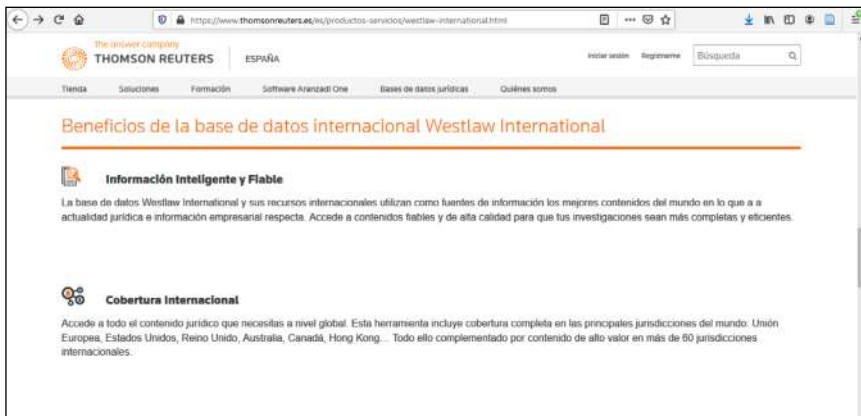 https://www.thomsonreuters.es/es/productos-servicios/westlaw-international.html
the answer company
THOMSON REUTERS
ESPAÑA
Iniciar sesión
Registrarme
Búsqueda
Tienda
Soluciones
Formación
Software Aranzadi One
Bases de datos jurídicas
Quiénes somos
Beneficios de la base de datos internacional Westlaw International
Información Inteligente y Fiable
La base de datos Westlaw International y sus recursos internacionales utilizan como fuentes de información los mejores contenidos del mundo en lo que a a
actualidad jurídica e información empresarial respecta. Accede a contenidos fiables y de alta calidad para que tus investigaciones sean más completas y eficientes.
Cobertura Internacional
Accede a todo el contenido jurídico que necesitas a nivel global. Esta herramienta incluye cobertura completa en las principales jurisdicciones del mundo: Unión
Europea, Estados Unidos, Reino Unido, Australia, Canadá, Hong Kong... Todo ello complementado por contenido de alto valor en más de 60 jurisdicciones
internacionales.